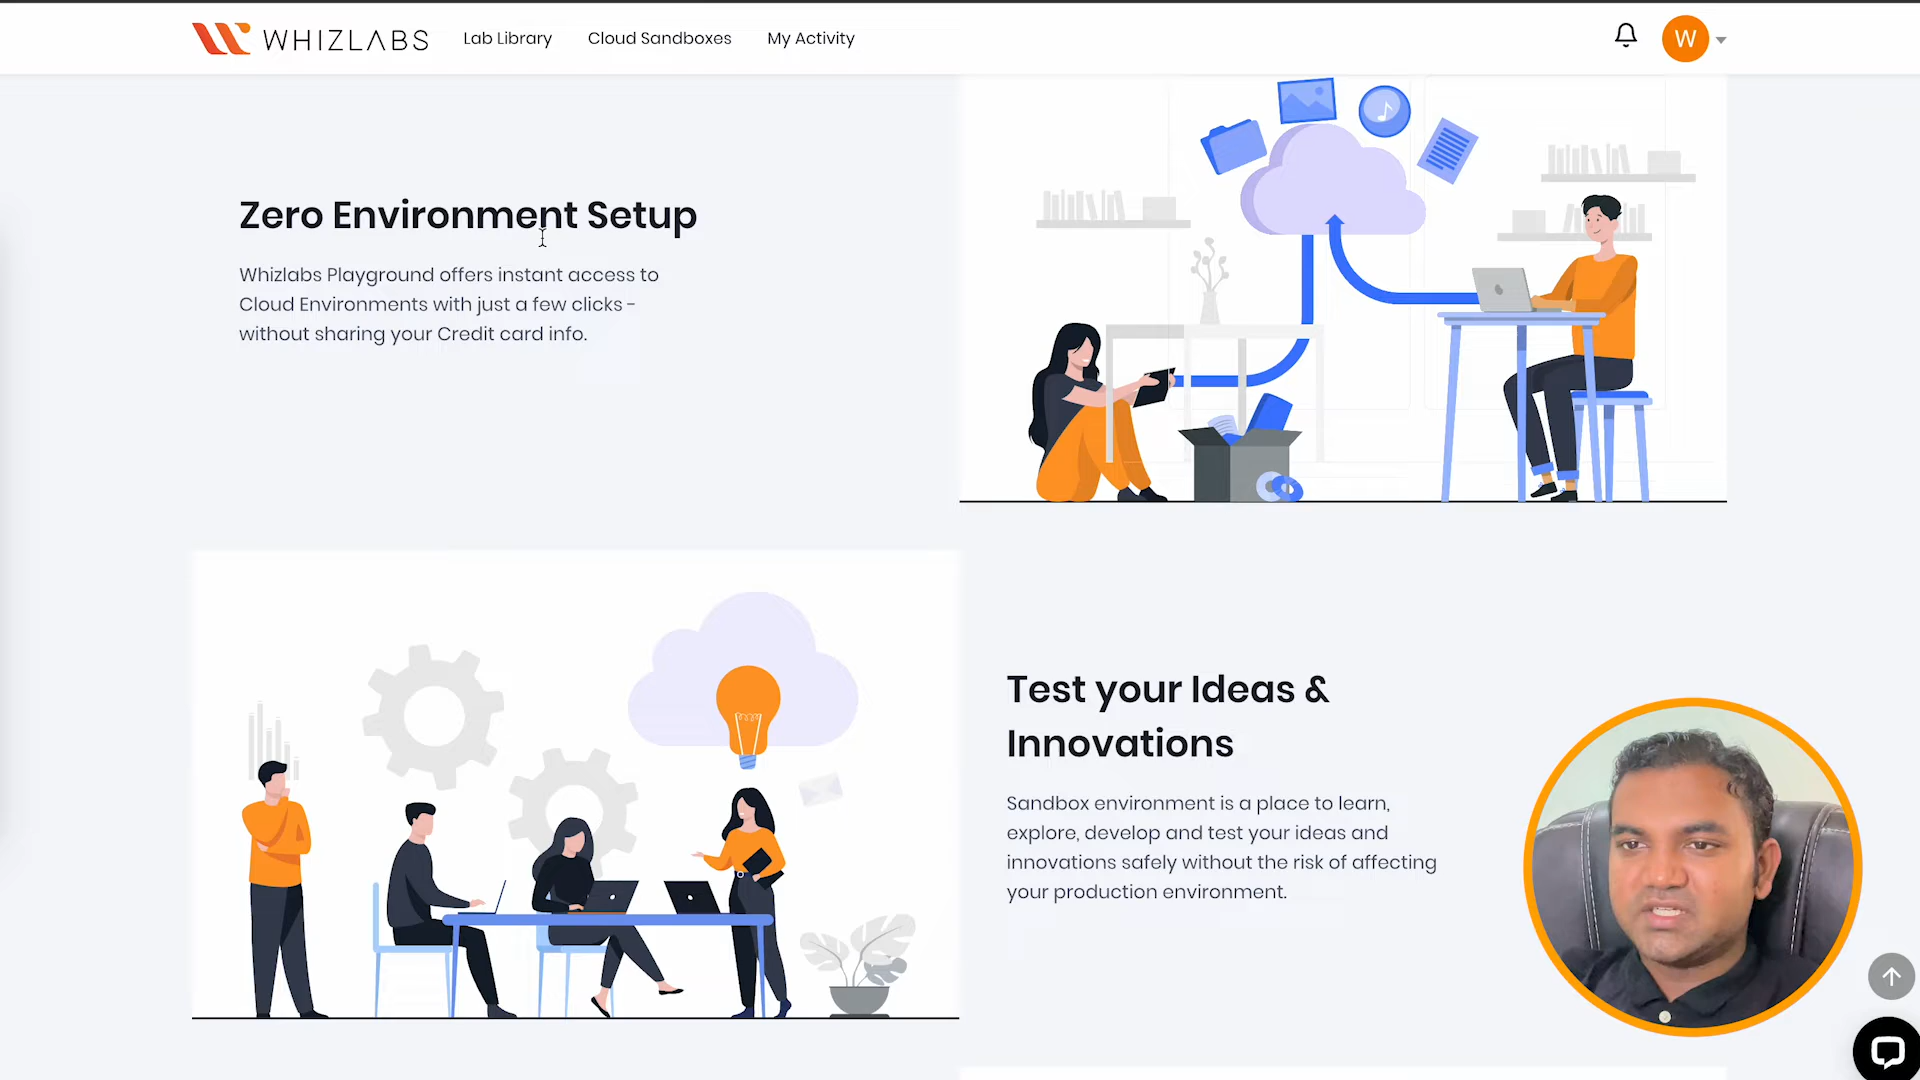 WHIZLABS Lab Library Cloud Sandboxes My Activity W
Zero Environment Setup
Whizlabs Playground offers instant access to
Cloud Environments with just a few clicks -
without sharing your Credit card info.
Test your Ideas &
Innovations
Sandbox environment is a place to learn,
explore, develop and test your ideas and
innovations safely without the risk of affecting
your production environment.